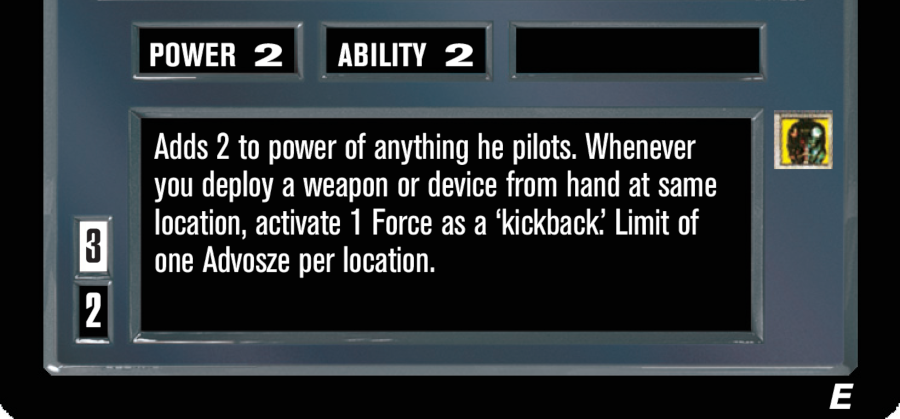 POWER 2 ABILITY 2
Adds 2 to power of anything he pilots. Whenever
you deploy a weapon or device from hand at same
location, activate 1 Force as a ‘kickback.’ Limit of
one Advosze per location.
3
2
E